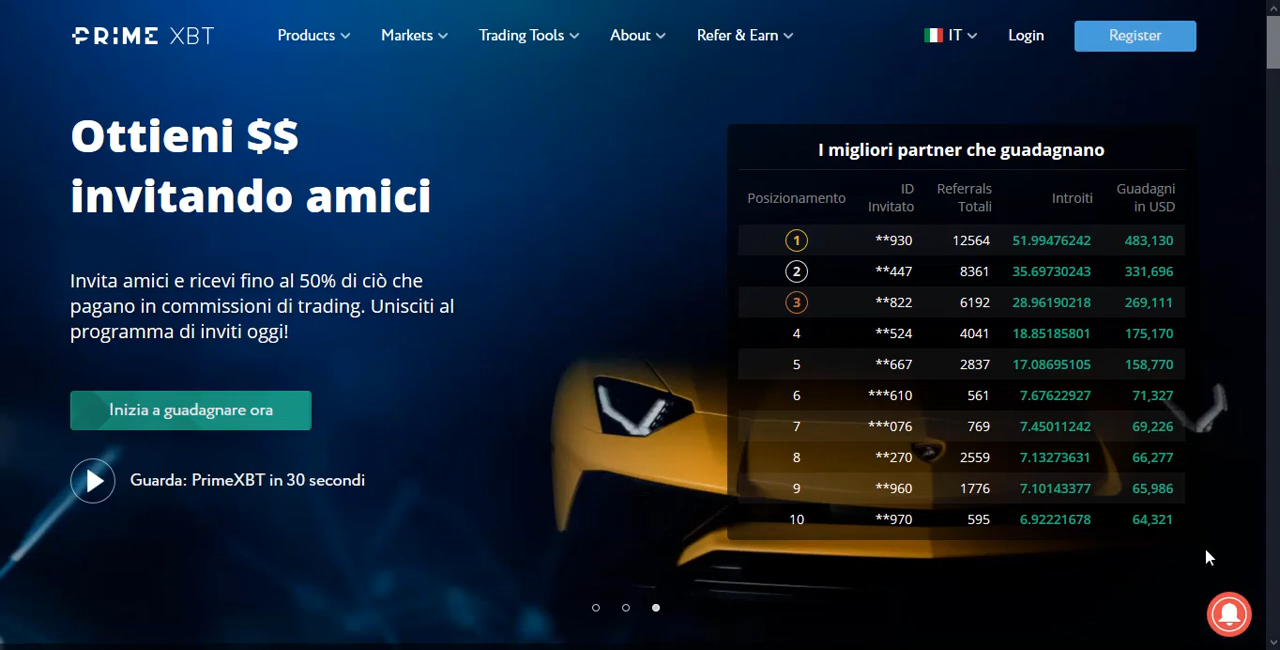 PRIME XBT
Products
Markets
Trading Tools
About
Refer & Earn
IT
Login
Register
Ottieni $$
invitando amici
Invita amici e ricevi fino al 50% di ciò che
pagano in commissioni di trading. Unisciti al
programma di inviti oggi!
Inizia a guadagnare ora
Guarda: PrimeXBT in 30 secondi
I migliori partner che guadagnano
Posizionamento ID Invitato Referrals Totali Introiti Guadagni in USD
1 **930 12564 51.99476242 483,130
2 **447 8361 35.69730243 331,696
3 **822 6192 28.96190218 269,111
4 **524 4041 18.85185801 175,170
5 **667 2837 17.08695105 158,770
6 ***610 561 7.67622927 71,327
7 ***076 769 7.45011242 69,226
8 **270 2559 7.13273631 66,277
9 **960 1776 7.10143377 65,986
10 **970 595 6.92221678 64,321